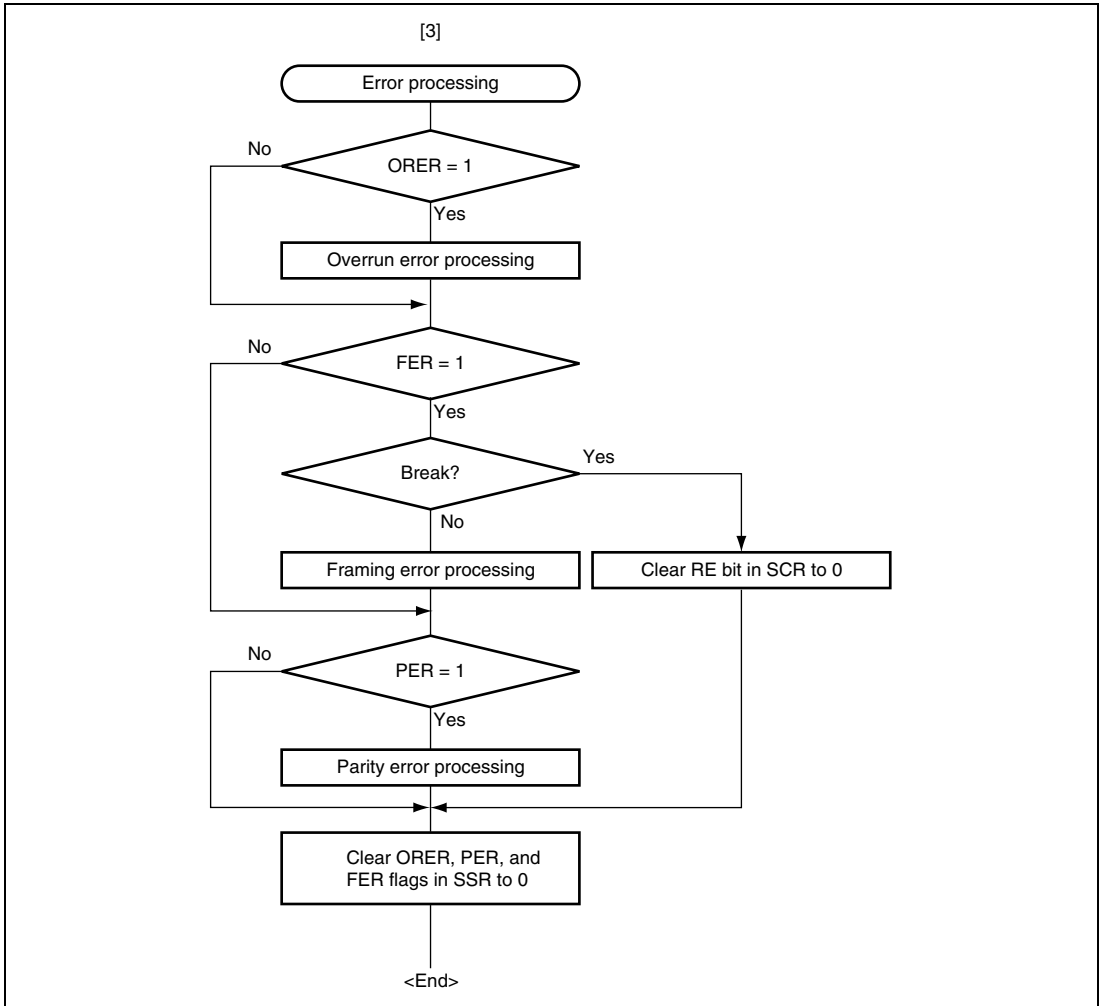 [3]
Error processing
No
ORER = 1
Yes
Overrun error processing
No
FER = 1
Yes
Break?
Yes
No
Framing error processing
Clear RE bit in SCR to 0
No
PER = 1
Yes
Parity error processing
Clear ORER, PER, and
FER flags in SSR to 0
<End>